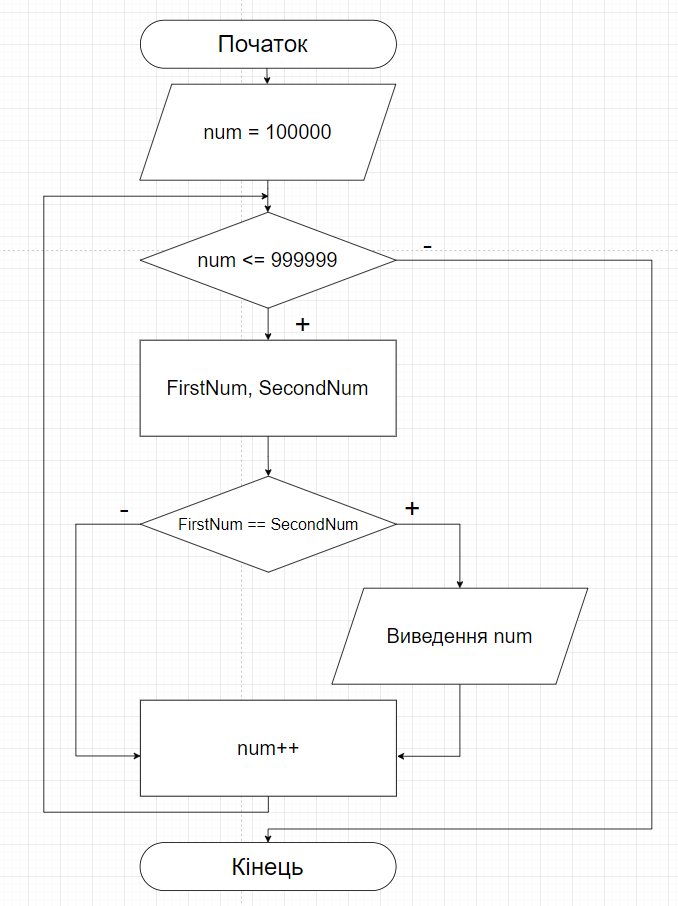 Початок
num = 100000
num <= 999999
-
+
FirstNum, SecondNum
-
FirstNum == SecondNum
+
Виведення num
num++
Кінець